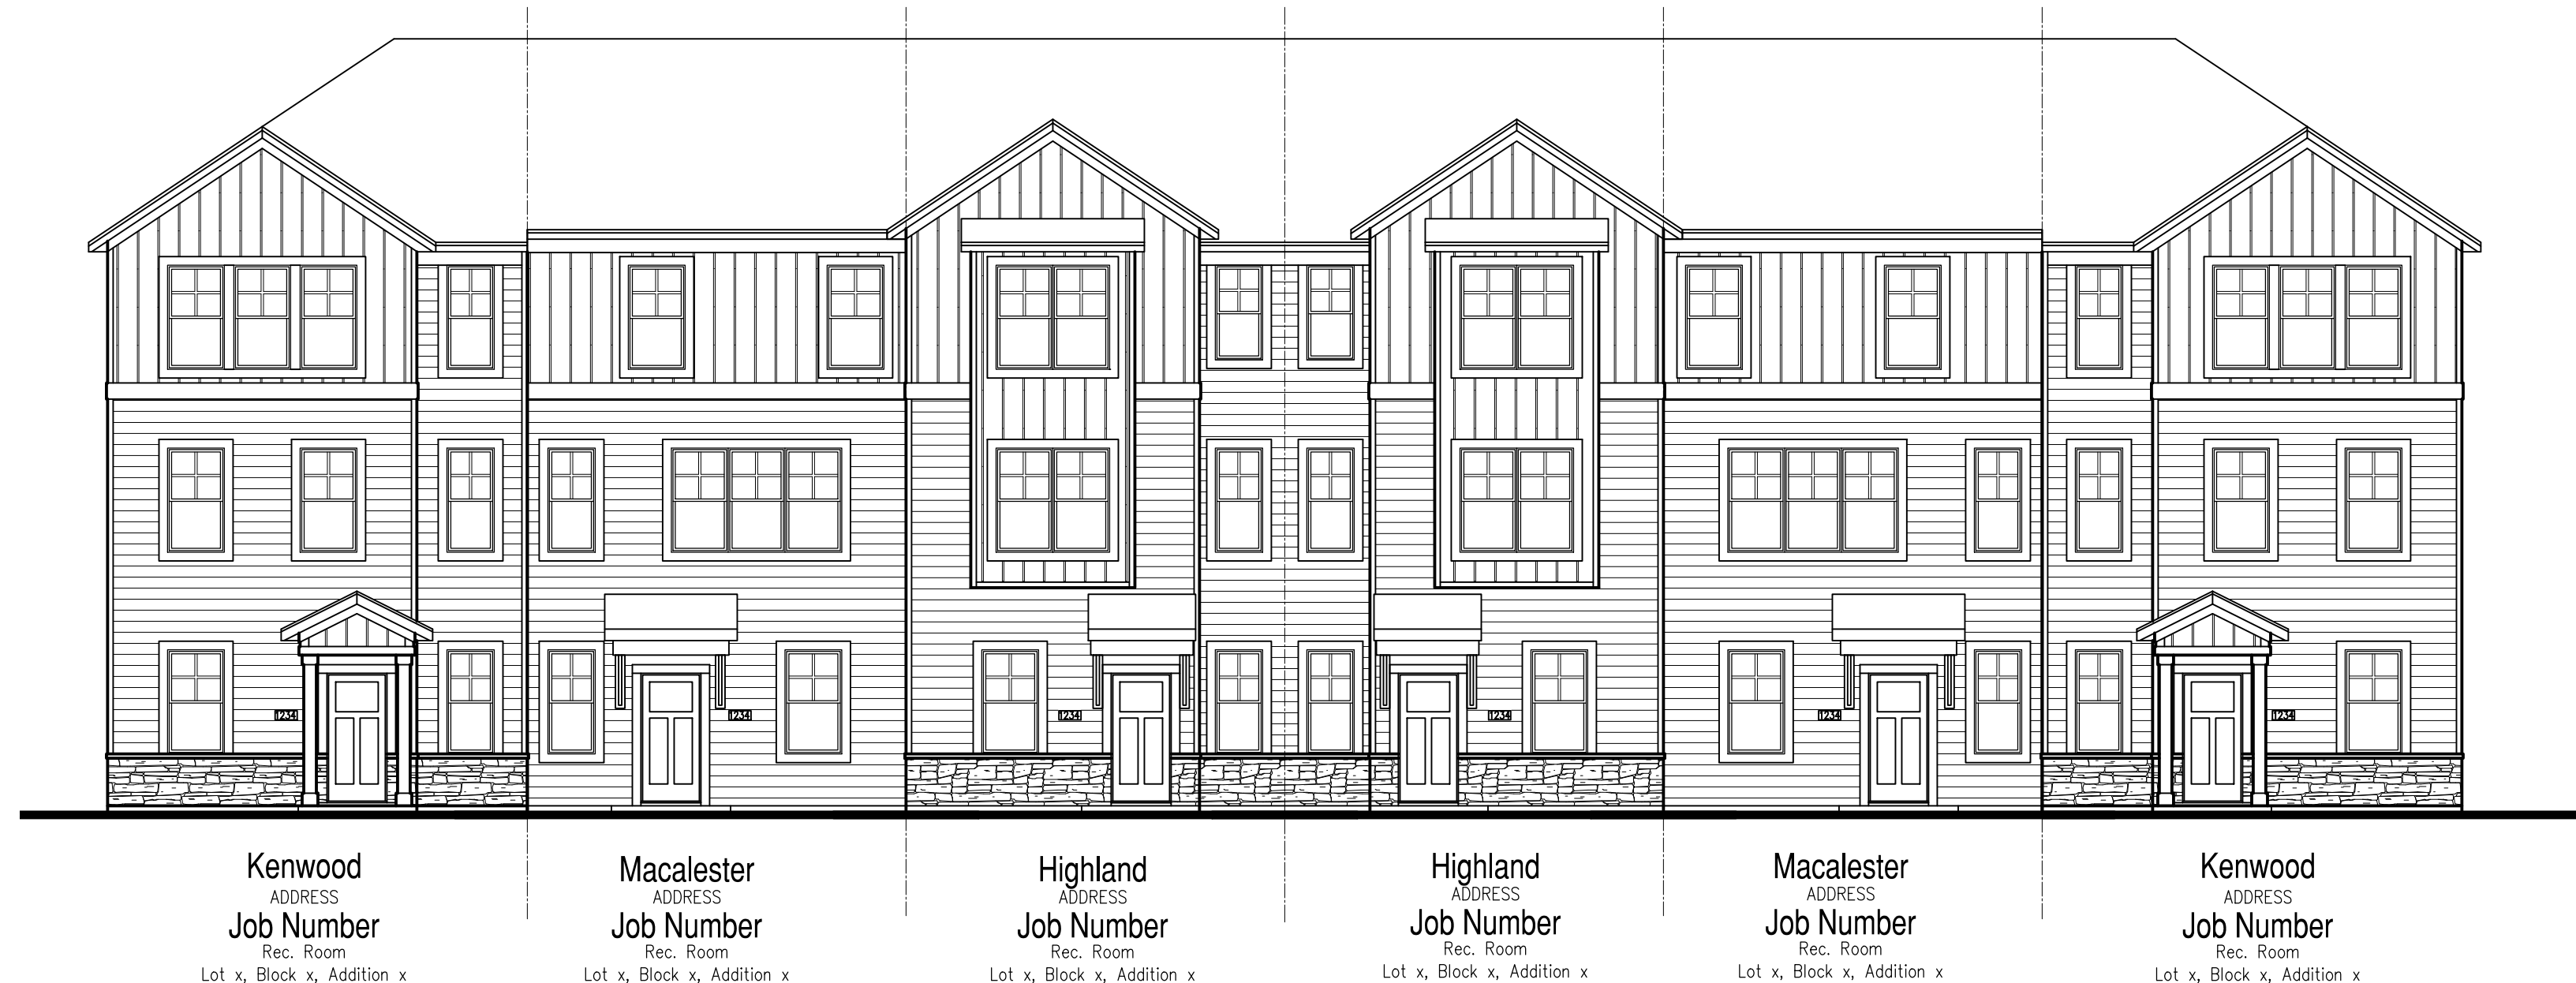 1234
1234
1234
1234
1234
1234
Kenwood
ADDRESS
Job Number
Rec. Room
Lot x, Block x, Addition x
Macalester
ADDRESS
Job Number
Rec. Room
Lot x, Block x, Addition x
Highland
ADDRESS
Job Number
Rec. Room
Lot x, Block x, Addition x
Highland
ADDRESS
Job Number
Rec. Room
Lot x, Block x, Addition x
Macalester
ADDRESS
Job Number
Rec. Room
Lot x, Block x, Addition x
Kenwood
ADDRESS
Job Number
Rec. Room
Lot x, Block x, Addition x